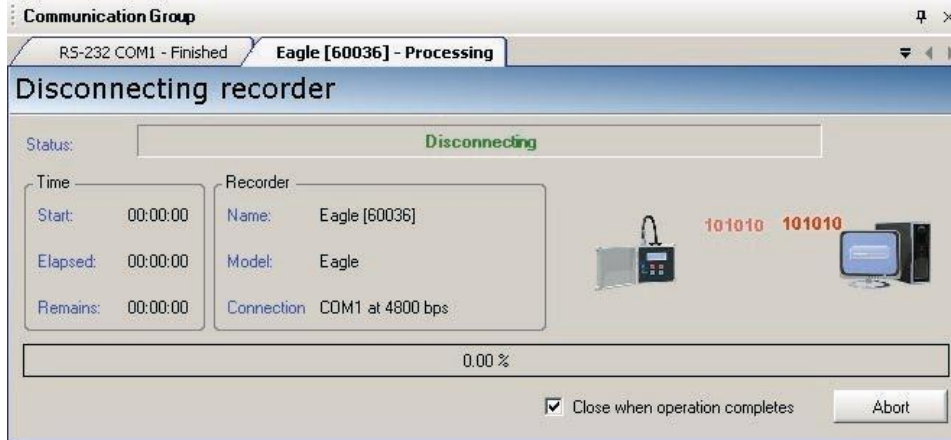 Communication Group
RS-232 COM1 - Finished Eagle [60036] - Processing
Disconnecting recorder
Status: Disconnecting
Time Recorder
Start: 00:00:00 Name: Eagle [60036]
101010 101010
Elapsed: 00:00:00 Model: Eagle
Remains: 00:00:00 Connection COM1 at 4800 bps
0.00 %
Close when operation completes Abort